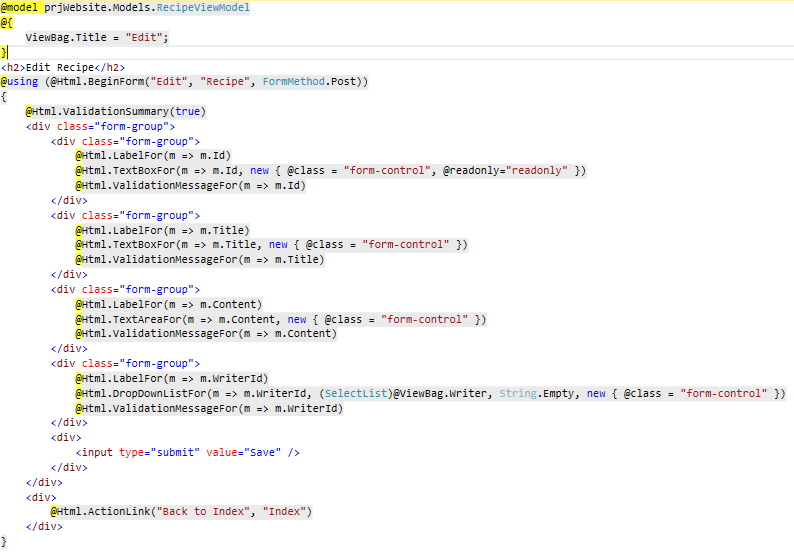 @model prjWebsite.Models.RecipeViewModel
@{
    ViewBag.Title = "Edit";
}
<h2>Edit Recipe</h2>
@using (@Html.BeginForm("Edit", "Recipe", FormMethod.Post))
{
    @Html.ValidationSummary(true)
    <div class="form-group">
        <div class="form-group">
            @Html.LabelFor(m => m.Id)
            @Html.TextBoxFor(m => m.Id, new { @class = "form-control", @readonly="readonly" })
            @Html.ValidationMessageFor(m => m.Id)
        </div>
        <div class="form-group">
            @Html.LabelFor(m => m.Title)
            @Html.TextBoxFor(m => m.Title, new { @class = "form-control" })
            @Html.ValidationMessageFor(m => m.Title)
        </div>
        <div class="form-group">
            @Html.LabelFor(m => m.Content)
            @Html.TextAreaFor(m => m.Content, new { @class = "form-control" })
            @Html.ValidationMessageFor(m => m.Content)
        </div>
        <div class="form-group">
            @Html.LabelFor(m => m.WriterId)
            @Html.DropDownListFor(m => m.WriterId, (SelectList)@ViewBag.Writer, String.Empty, new { @class = "form-control" })
            @Html.ValidationMessageFor(m => m.WriterId)
        </div>
        <div>
            <input type="submit" value="Save" />
        </div>
    </div>
    <div>
        @Html.ActionLink("Back to Index", "Index")
    </div>
}